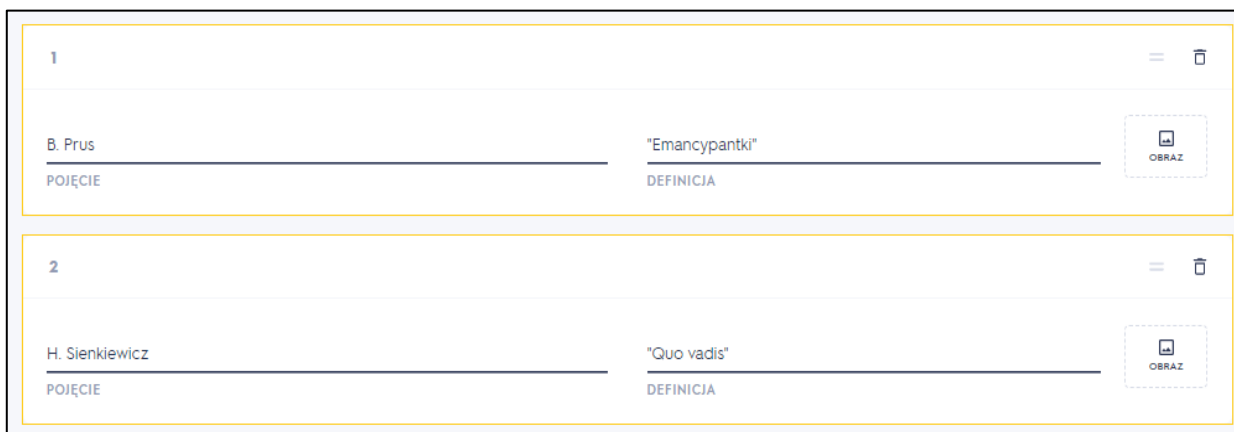 1
B. Prus
"Emancypantki"
OBRAZ
POJĘCIE
DEFINICJA
2
H. Sienkiewicz
"Quo vadis"
OBRAZ
POJĘCIE
DEFINICJA